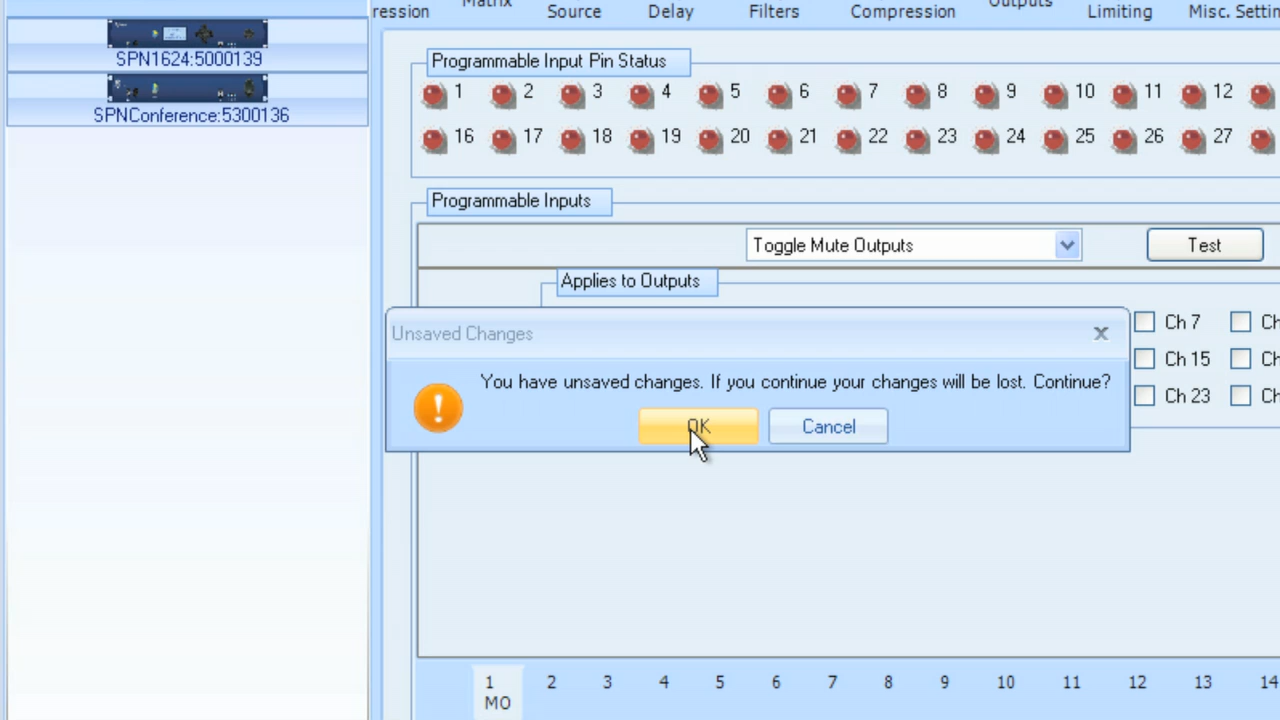 ression Matrix Source Delay Filters Compression Outputs Limiting Misc.
SPN1624:5000139
SPNConference:5300136
Programmable Input Pin Status
1 2 3 4 5 6 7 8 9 10 11 12
16 17 18 19 20 21 22 23 24 25 26 27
Programmable Inputs
Toggle Mute Outputs Test
Applies to Outputs
Unsaved Changes x
You have unsaved changes. If you continue your changes will be lost. Continue?
OK Cancel
Ch 7 Ch
Ch 15 Ch
Ch 23 Ch
1 2 3 4 5 6 7 8 9 10 11 12 13 14
MO